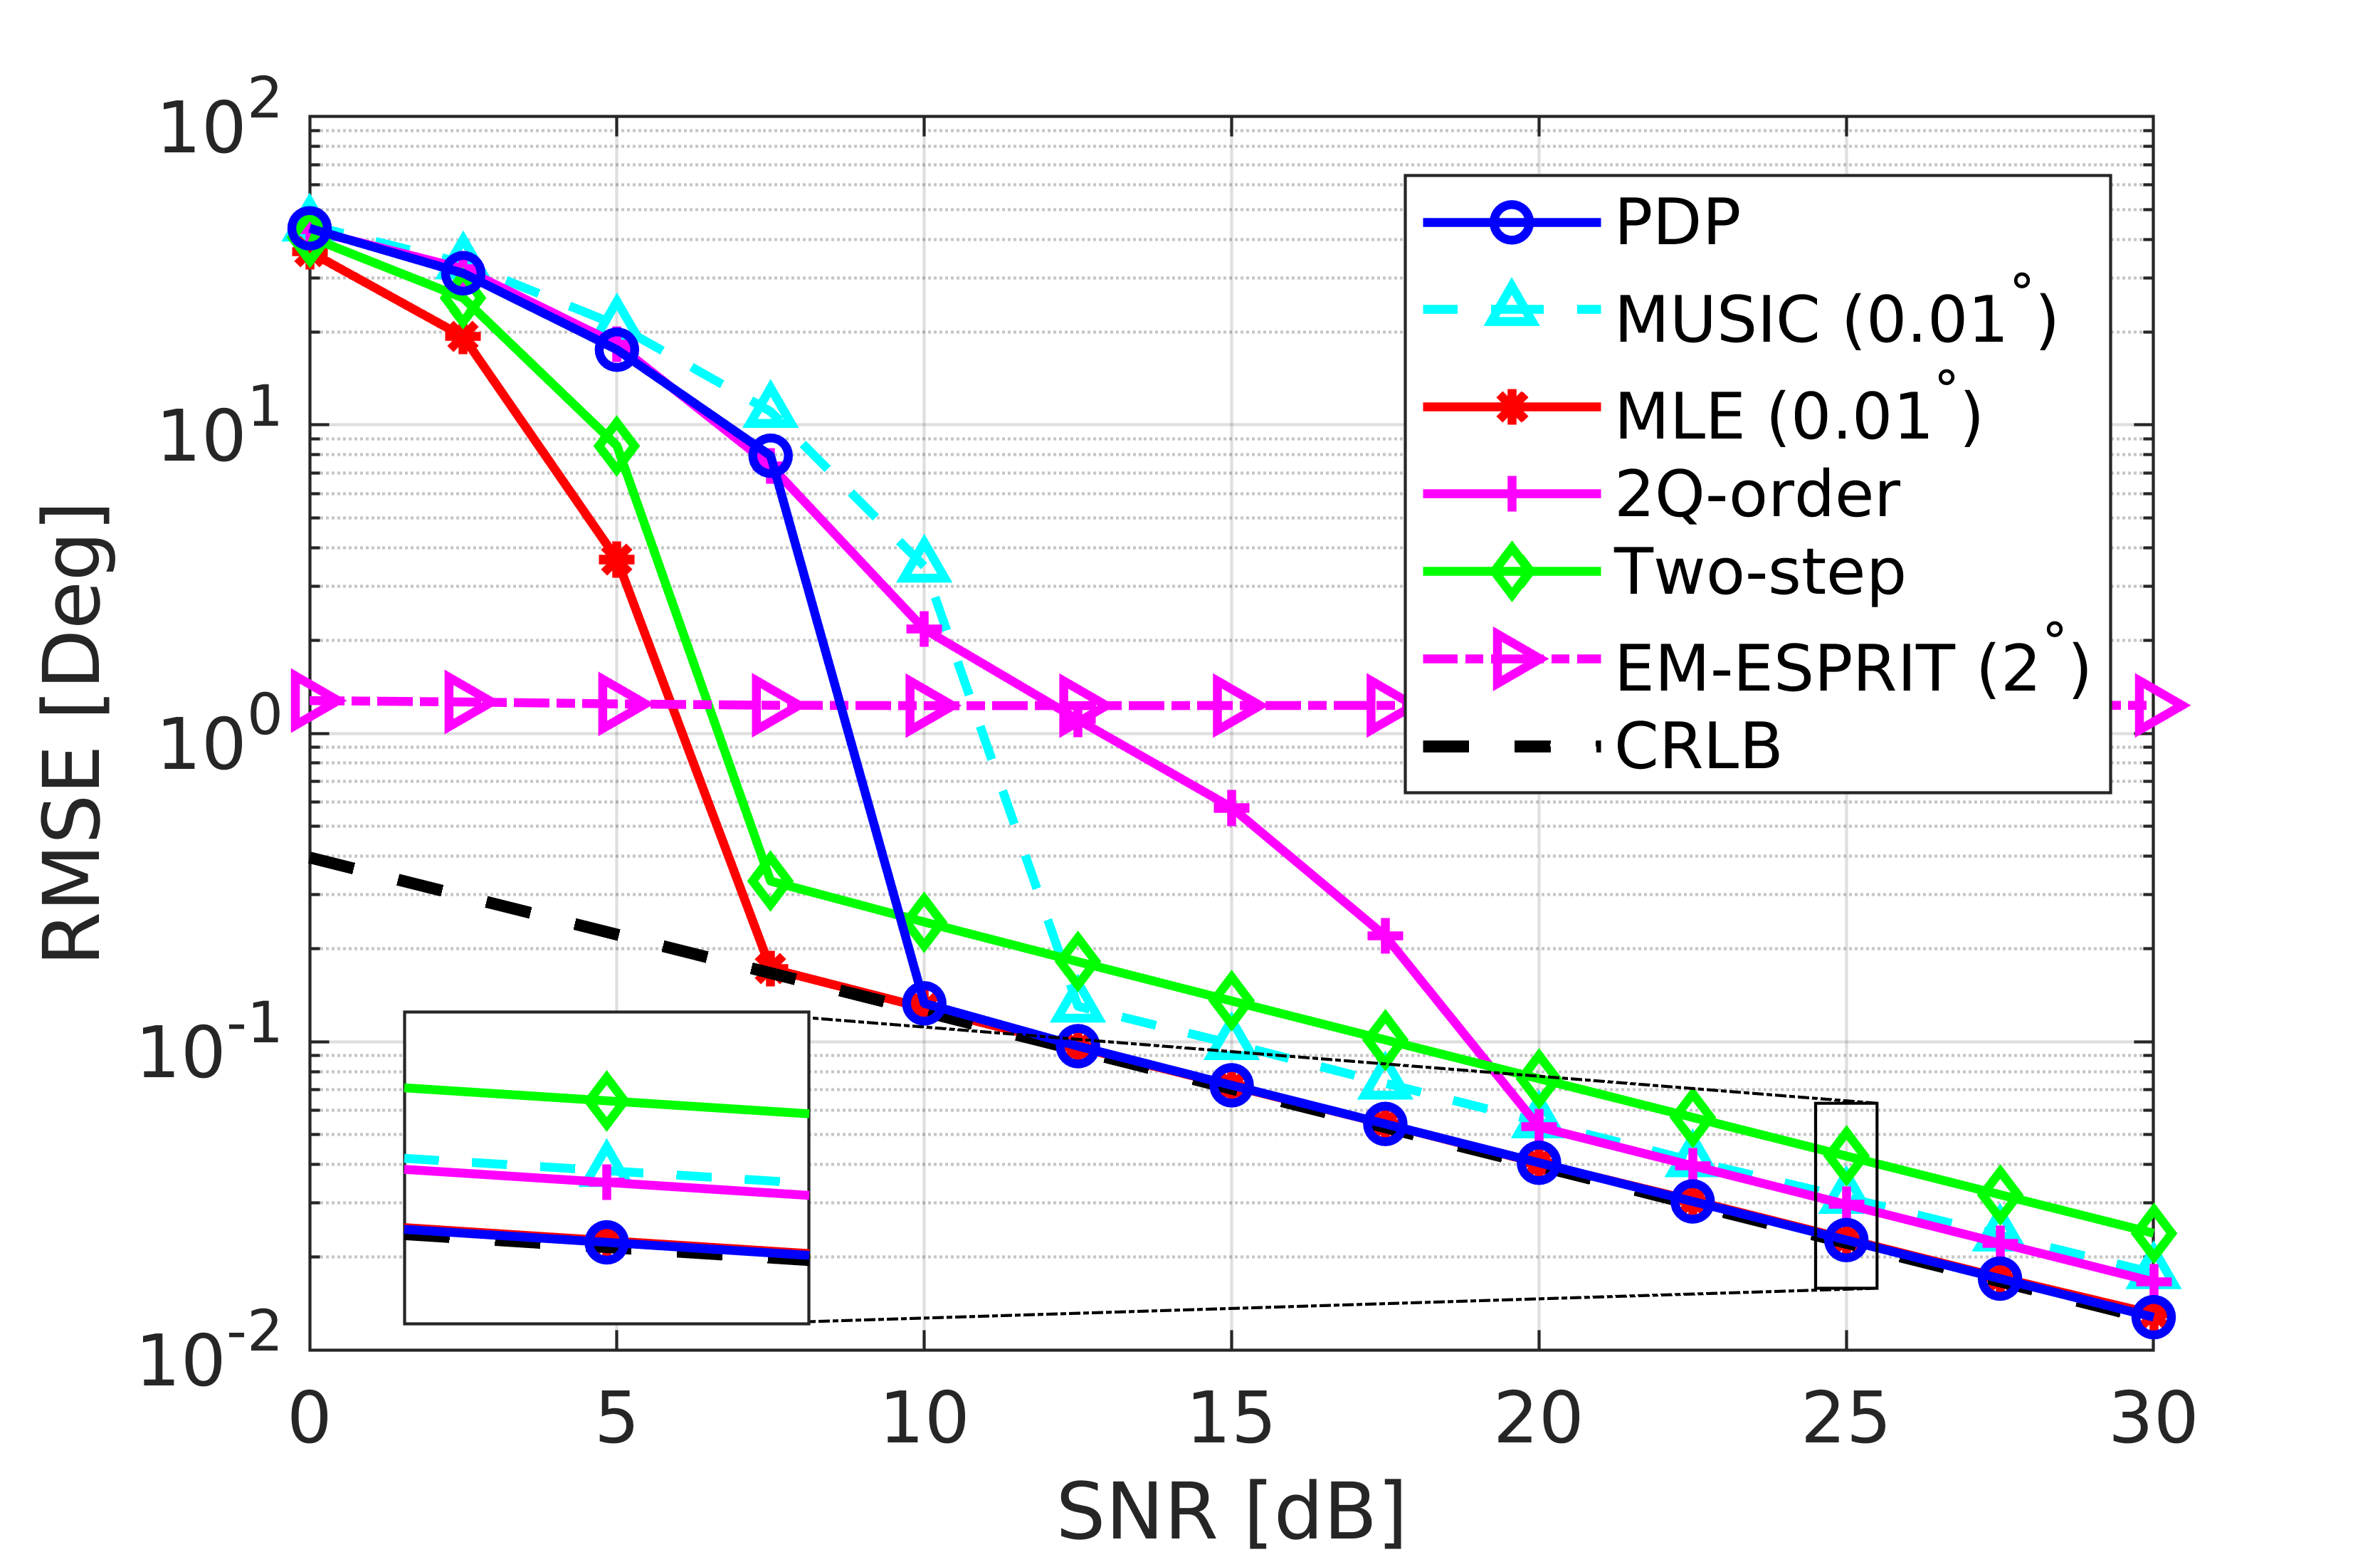 10^2
10^1
10^0
10^-1
10^-2
RMSE [Deg]
PDP
MUSIC (0.01°)
MLE (0.01°)
2Q-order
Two-step
EM-ESPRIT (2°)
CRLB
0 5 10 15 20 25 30
SNR [dB]